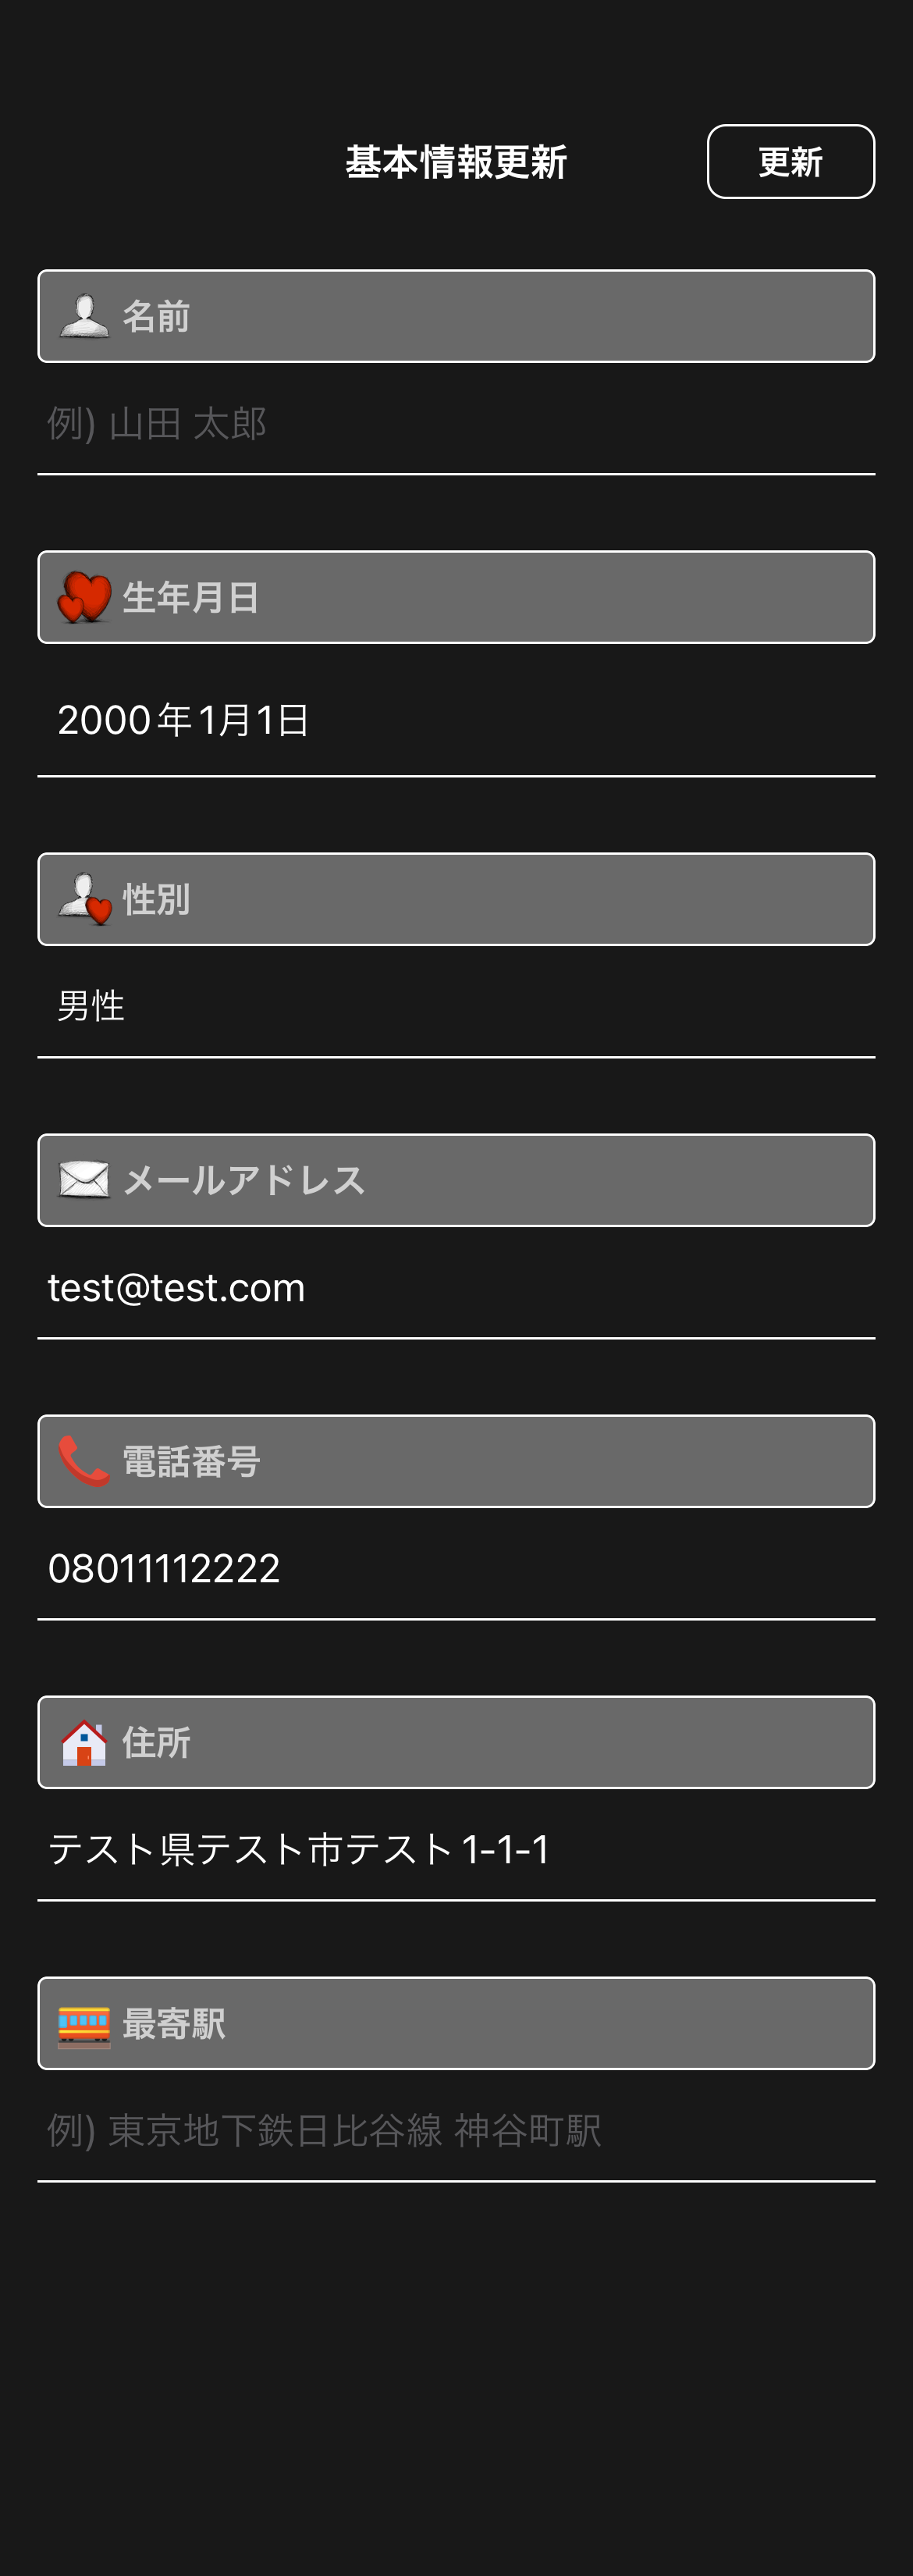 基本情報更新
更新
名前
例) 山田 太郎
生年月日
2000年1月1日
性別
男性
メールアドレス
test@test.com
電話番号
08011112222
住所
テスト県テスト市テスト1-1-1
最寄駅
例) 東京地下鉄日比谷線 神谷町駅